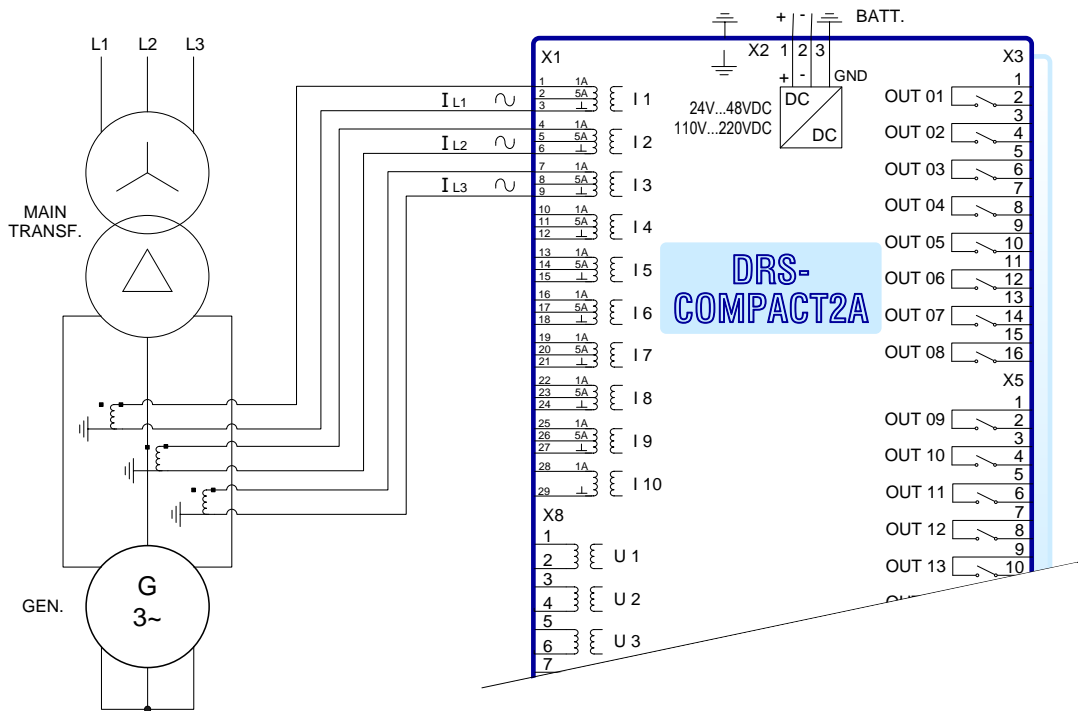 L1 L2 L3
MAIN
TRANSF.
GEN.
G
3~
I L1
I L2
I L3
X1
1 1A
2 5A
3
I 1
4 1A
5 5A
6
I 2
7 1A
8 5A
9
I 3
10 1A
11 5A
12
I 4
13 1A
14 5A
15
I 5
16 1A
17 5A
18
I 6
19 1A
20 5A
21
I 7
22 1A
23 5A
24
I 8
25 1A
26 5A
27
I 9
28 1A
29
I 10
X8
1
2
U 1
3
4
U 2
5
6
U 3
7
+ - BATT.
X2 1 2 3
+ - GND
24V...48VDC
110V...220VDC
DC
DC
DRS-
COMPACT2A
X3
1
OUT 01 2
3
OUT 02 4
5
OUT 03 6
7
OUT 04 8
9
OUT 05 10
11
OUT 06 12
13
OUT 07 14
15
OUT 08 16
X5
1
OUT 09 2
3
OUT 10 4
5
OUT 11 6
7
OUT 12 8
9
OUT 13 10